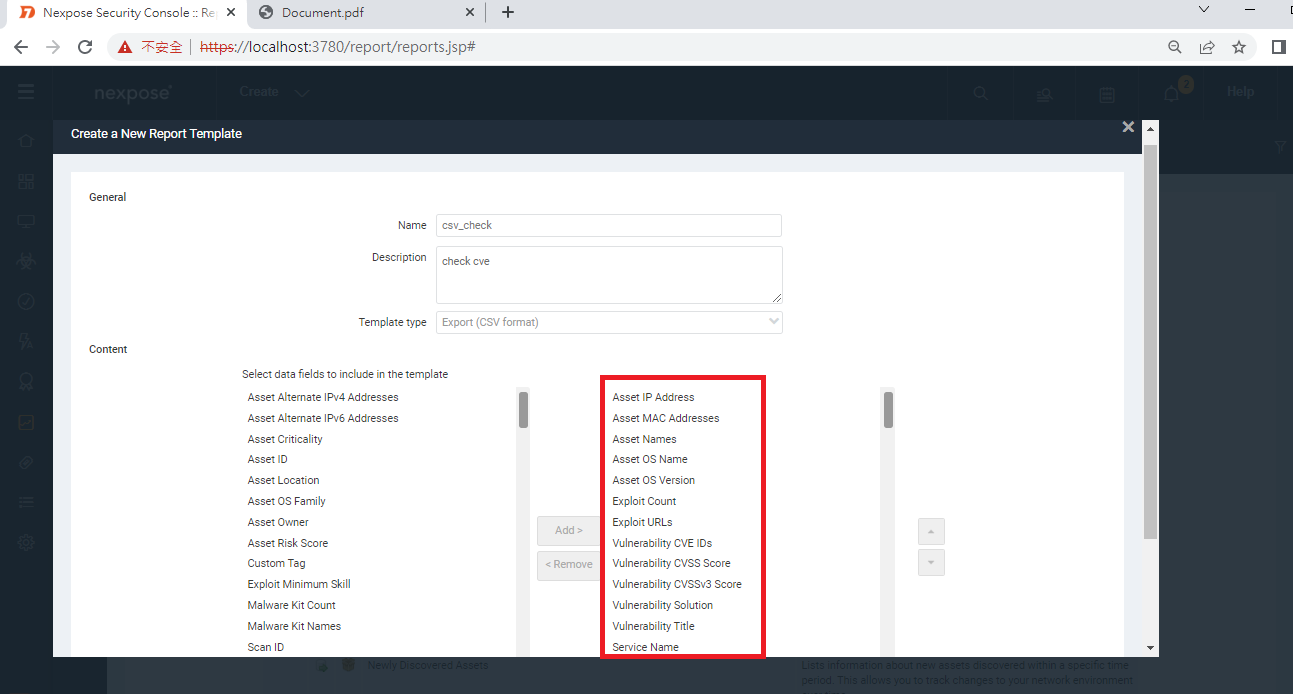 Nexpose Security Console :: Re
Document.pdf
不安全 https://localhost:3780/report/reports.jsp#
nexpose
Create
2
Help
Create a New Report Template
General
Name csv_check
Description check cve
Template type Export (CSV format)
Content
Select data fields to include in the template
Asset Alternate IPv4 Addresses
Asset Alternate IPv6 Addresses
Asset Criticality
Asset ID
Asset Location
Asset OS Family
Asset Owner
Asset Risk Score
Custom Tag
Exploit Minimum Skill
Malware Kit Count
Malware Kit Names
Scan ID
Add >
< Remove
Asset IP Address
Asset MAC Addresses
Asset Names
Asset OS Name
Asset OS Version
Exploit Count
Exploit URLs
Vulnerability CVE IDs
Vulnerability CVSS Score
Vulnerability CVSSv3 Score
Vulnerability Solution
Vulnerability Title
Service Name
Newly Discovered Assets
Lists information about new assets discovered within a specific time
period. This allows you to track changes to your network environment